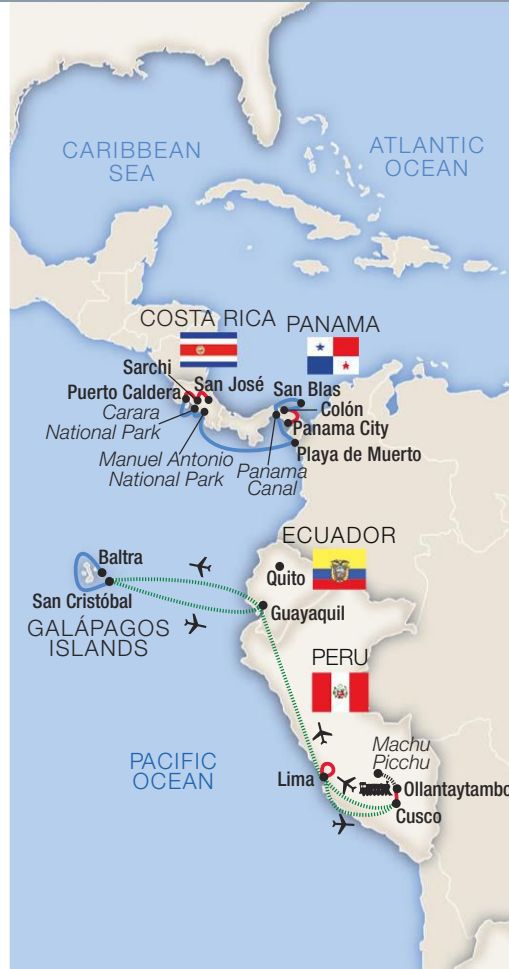 CARIBBEAN
SEA
ATLANTIC
OCEAN
COSTA RICA
PANAMA
Sarchi
Puerto Caldera
San José
San Blas
Carara
National Park
Colón
Panama City
Manuel Antonio
National Park
Panama
Canal
Playa de Muerto
ECUADOR
Baltra
Quito
San Cristóbal
Guayaquil
GALÁPAGOS
ISLANDS
PERU
PACIFIC
OCEAN
Machu
Picchu
Lima
Ollantaytambo
Cusco